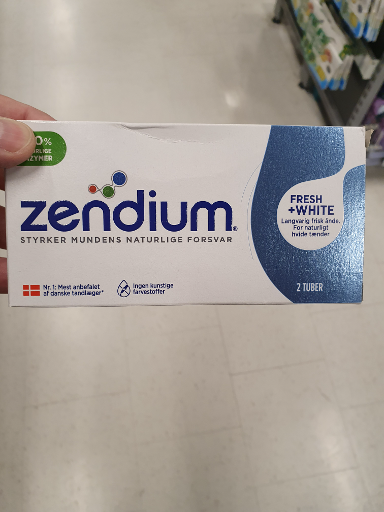 0%
zendium®
STYRKER MUNDENS NATURLIGE FORSVAR
FRESH
+WHITE
Langvarig frisk ånde.
For naturligt
hvide tænder
Nr. 1: Mest anbefalet
af danske tandlæger*
Ingen kunstige
farvestoffer
2 TUBER